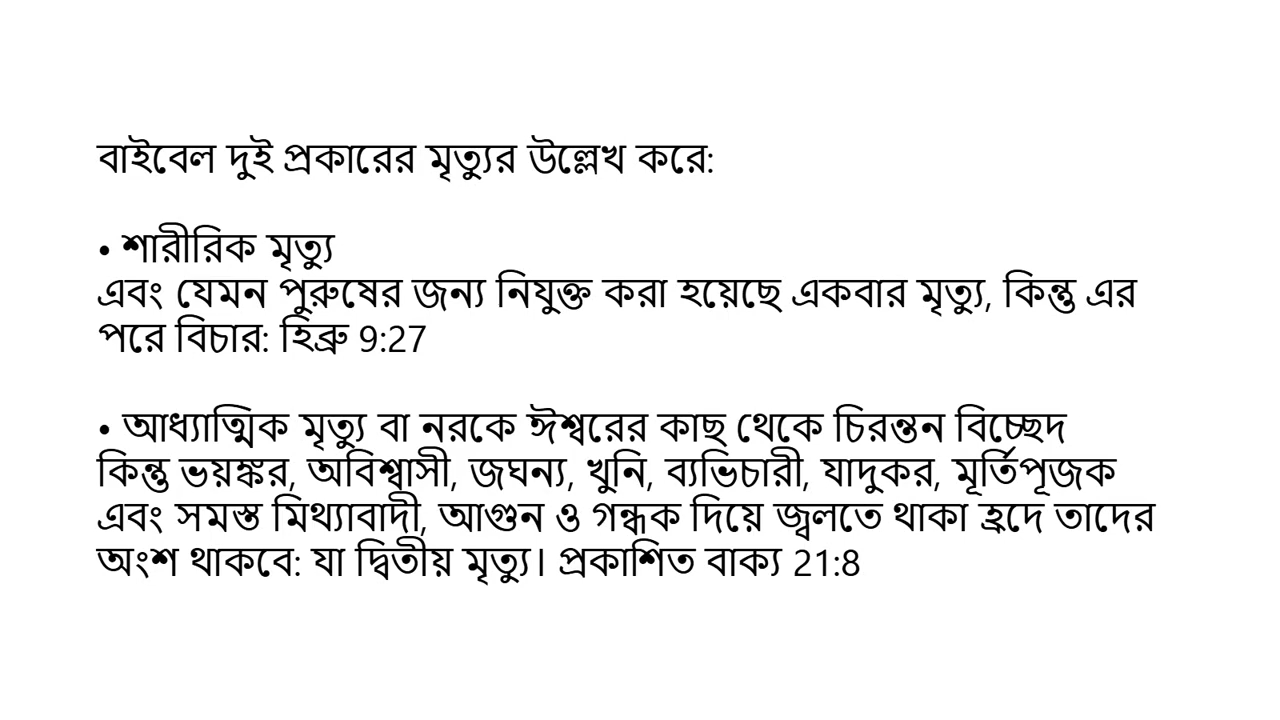 বাইবেল দুই প্রকারের মৃত্যুর উল্লেখ করে:
• শারীরিক মৃত্যু
এবং যেমন পুরুষের জন্য নিযুক্ত করা হয়েছে একবার মৃত্যু, কিন্তু এর
পরে বিচার: হিব্রু 9:27
• আধ্যাত্মিক মৃত্যু বা নরকে ঈশ্বরের কাছ থেকে চিরন্তন বিচ্ছেদ
কিন্তু ভয়ঙ্কর, অবিশ্বাসী, জঘন্য, খুনি, ব্যভিচারী, যাদুকর, মূর্তিপূজক
এবং সমস্ত মিথ্যাবাদী, আগুন ও গন্ধক দিয়ে জ্বলতে থাকা হ্রদে তাদের
অংশ থাকবে: যা দ্বিতীয় মৃত্যু। প্রকাশিত বাক্য 21:8